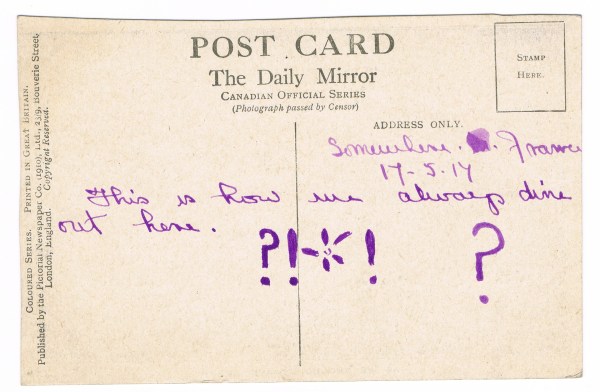 POST CARD
The Daily Mirror
CANADIAN OFFICIAL SERIES
(Photograph passed by Censor)
STAMP
HERE.
ADDRESS ONLY.
Somewhere. In. France
17-5.17
This is how we always dine
out here.
?!*! ?
COLOURED SERIES. PRINTED IN GREAT BRITAIN.
Published by the Pictorial Newspaper Co. (1910), Ltd., 23/9, Bouverie Street,
London, England. Copyright Reserved.